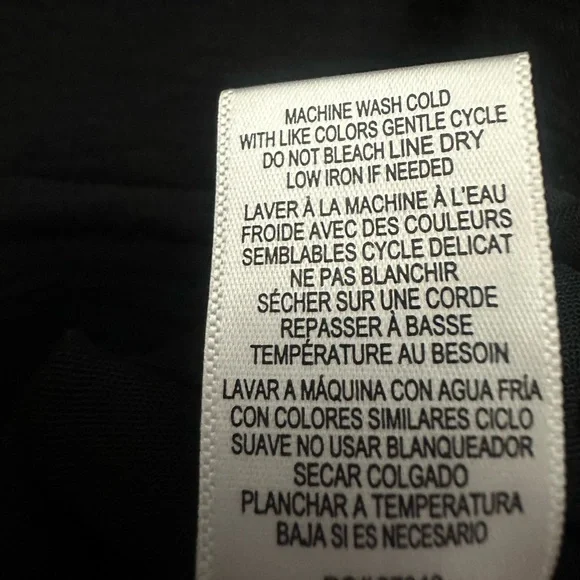 MACHINE WASH COLD
WITH LIKE COLORS GENTLE CYCLE
DO NOT BLEACH LINE DRY
LOW IRON IF NEEDED
LAVER À LA MACHINE À L'EAU
FROIDE AVEC DES COULEURS
SEMBLABLES CYCLE DELICAT
NE PAS BLANCHIR
SÉCHER SUR UNE CORDE
REPASSER À BASSE
TEMPÉRATURE AU BESOIN
LAVAR A MÁQUINA CON AGUA FRÍA
CON COLORES SIMILARES CICLO
SUAVE NO USAR BLANQUEADOR
SECAR COLGADO
PLANCHAR A TEMPERATURA
BAJA SI ES NECESARIO